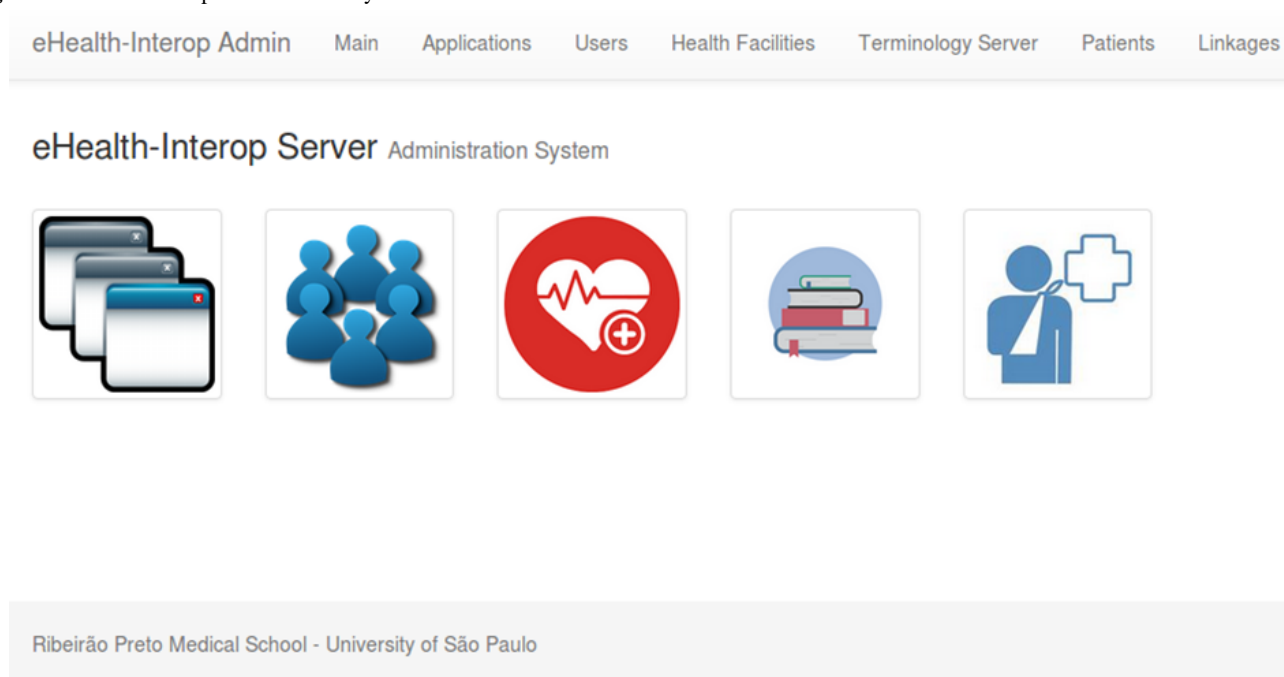 eHealth-Interop Admin Main Applications Users Health Facilities Terminology Server Patients Linkages
eHealth-Interop Server Administration System
Ribeirão Preto Medical School - University of São Paulo